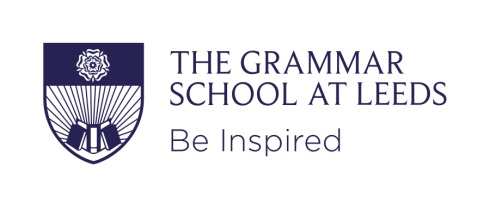 THE GRAMMAR
SCHOOL AT LEEDS
Be Inspired